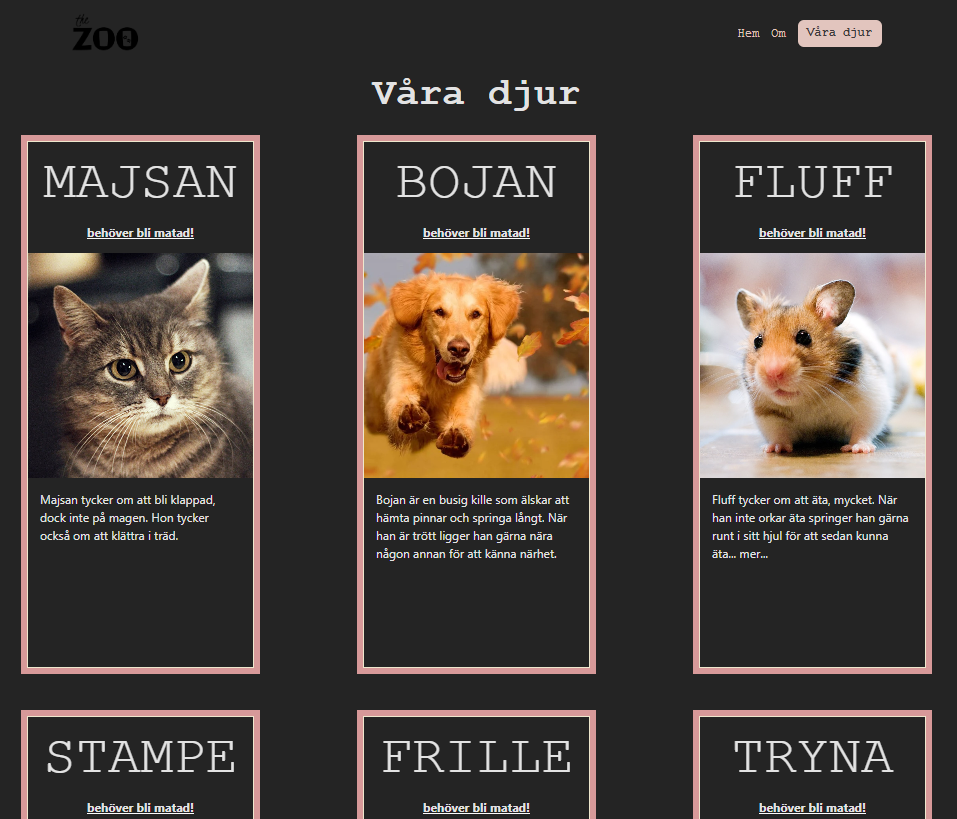 the
ZOO
Hem Om Våra djur
Våra djur
MAJSAN
behöver bli matad!
Majsan tycker om att bli klappad,
dock inte på magen. Hon tycker
också om att klättra i träd.
BOJAN
behöver bli matad!
Bojan är en busig kille som älskar att
hämta pinnar och springa långt. När
han är trött ligger han gärna nära
någon annan för att känna närhet.
FLUFF
behöver bli matad!
Fluff tycker om att äta, mycket. När
han inte orkar äta springer han gärna
runt i sitt hjul för att sedan kunna
äta... mer...
STAMPE
behöver bli matad!
FRILLE
behöver bli matad!
TRYNA
behöver bli matad!